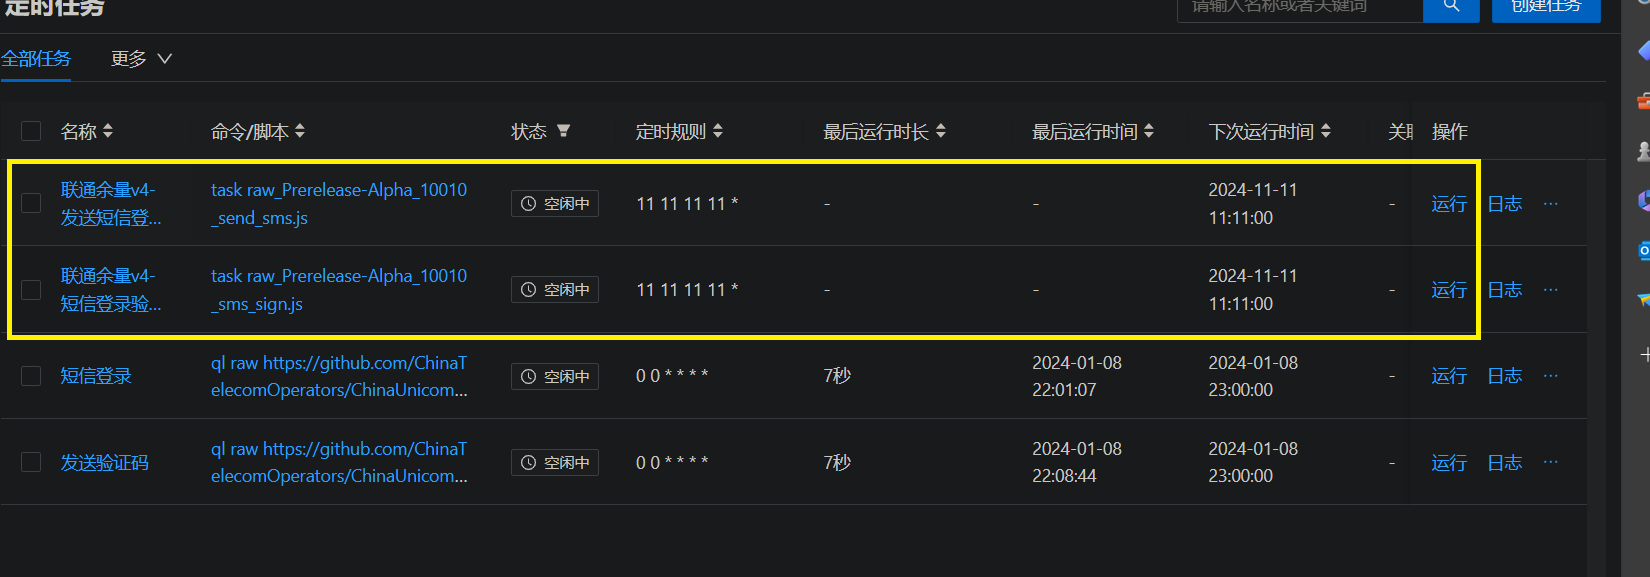 定时任务
请输入名称或者关键词
创建任务
全部任务 更多
名称 命令/脚本 状态 定时规则 最后运行时长 最后运行时间 下次运行时间 关联 操作
联通余量v4- task raw_Prerelease-Alpha_10010 空闲中 11 11 11 11 * - - 2024-11-11 - 运行 日志 ...
发送短信登... _send_sms.js 11:11:00
联通余量v4- task raw_Prerelease-Alpha_10010 空闲中 11 11 11 11 * - - 2024-11-11 - 运行 日志 ...
短信登录验... _sms_sign.js 11:11:00
短信登录 ql raw https://github.com/ChinaT 空闲中 0 0 * * * * 7秒 2024-01-08 2024-01-08 - 运行 日志 ...
elecomOperators/ChinaUnicom... 22:01:07 23:00:00
发送验证码 ql raw https://github.com/ChinaT 空闲中 0 0 * * * * 7秒 2024-01-08 2024-01-08 - 运行 日志 ...
elecomOperators/ChinaUnicom... 22:08:44 23:00:00